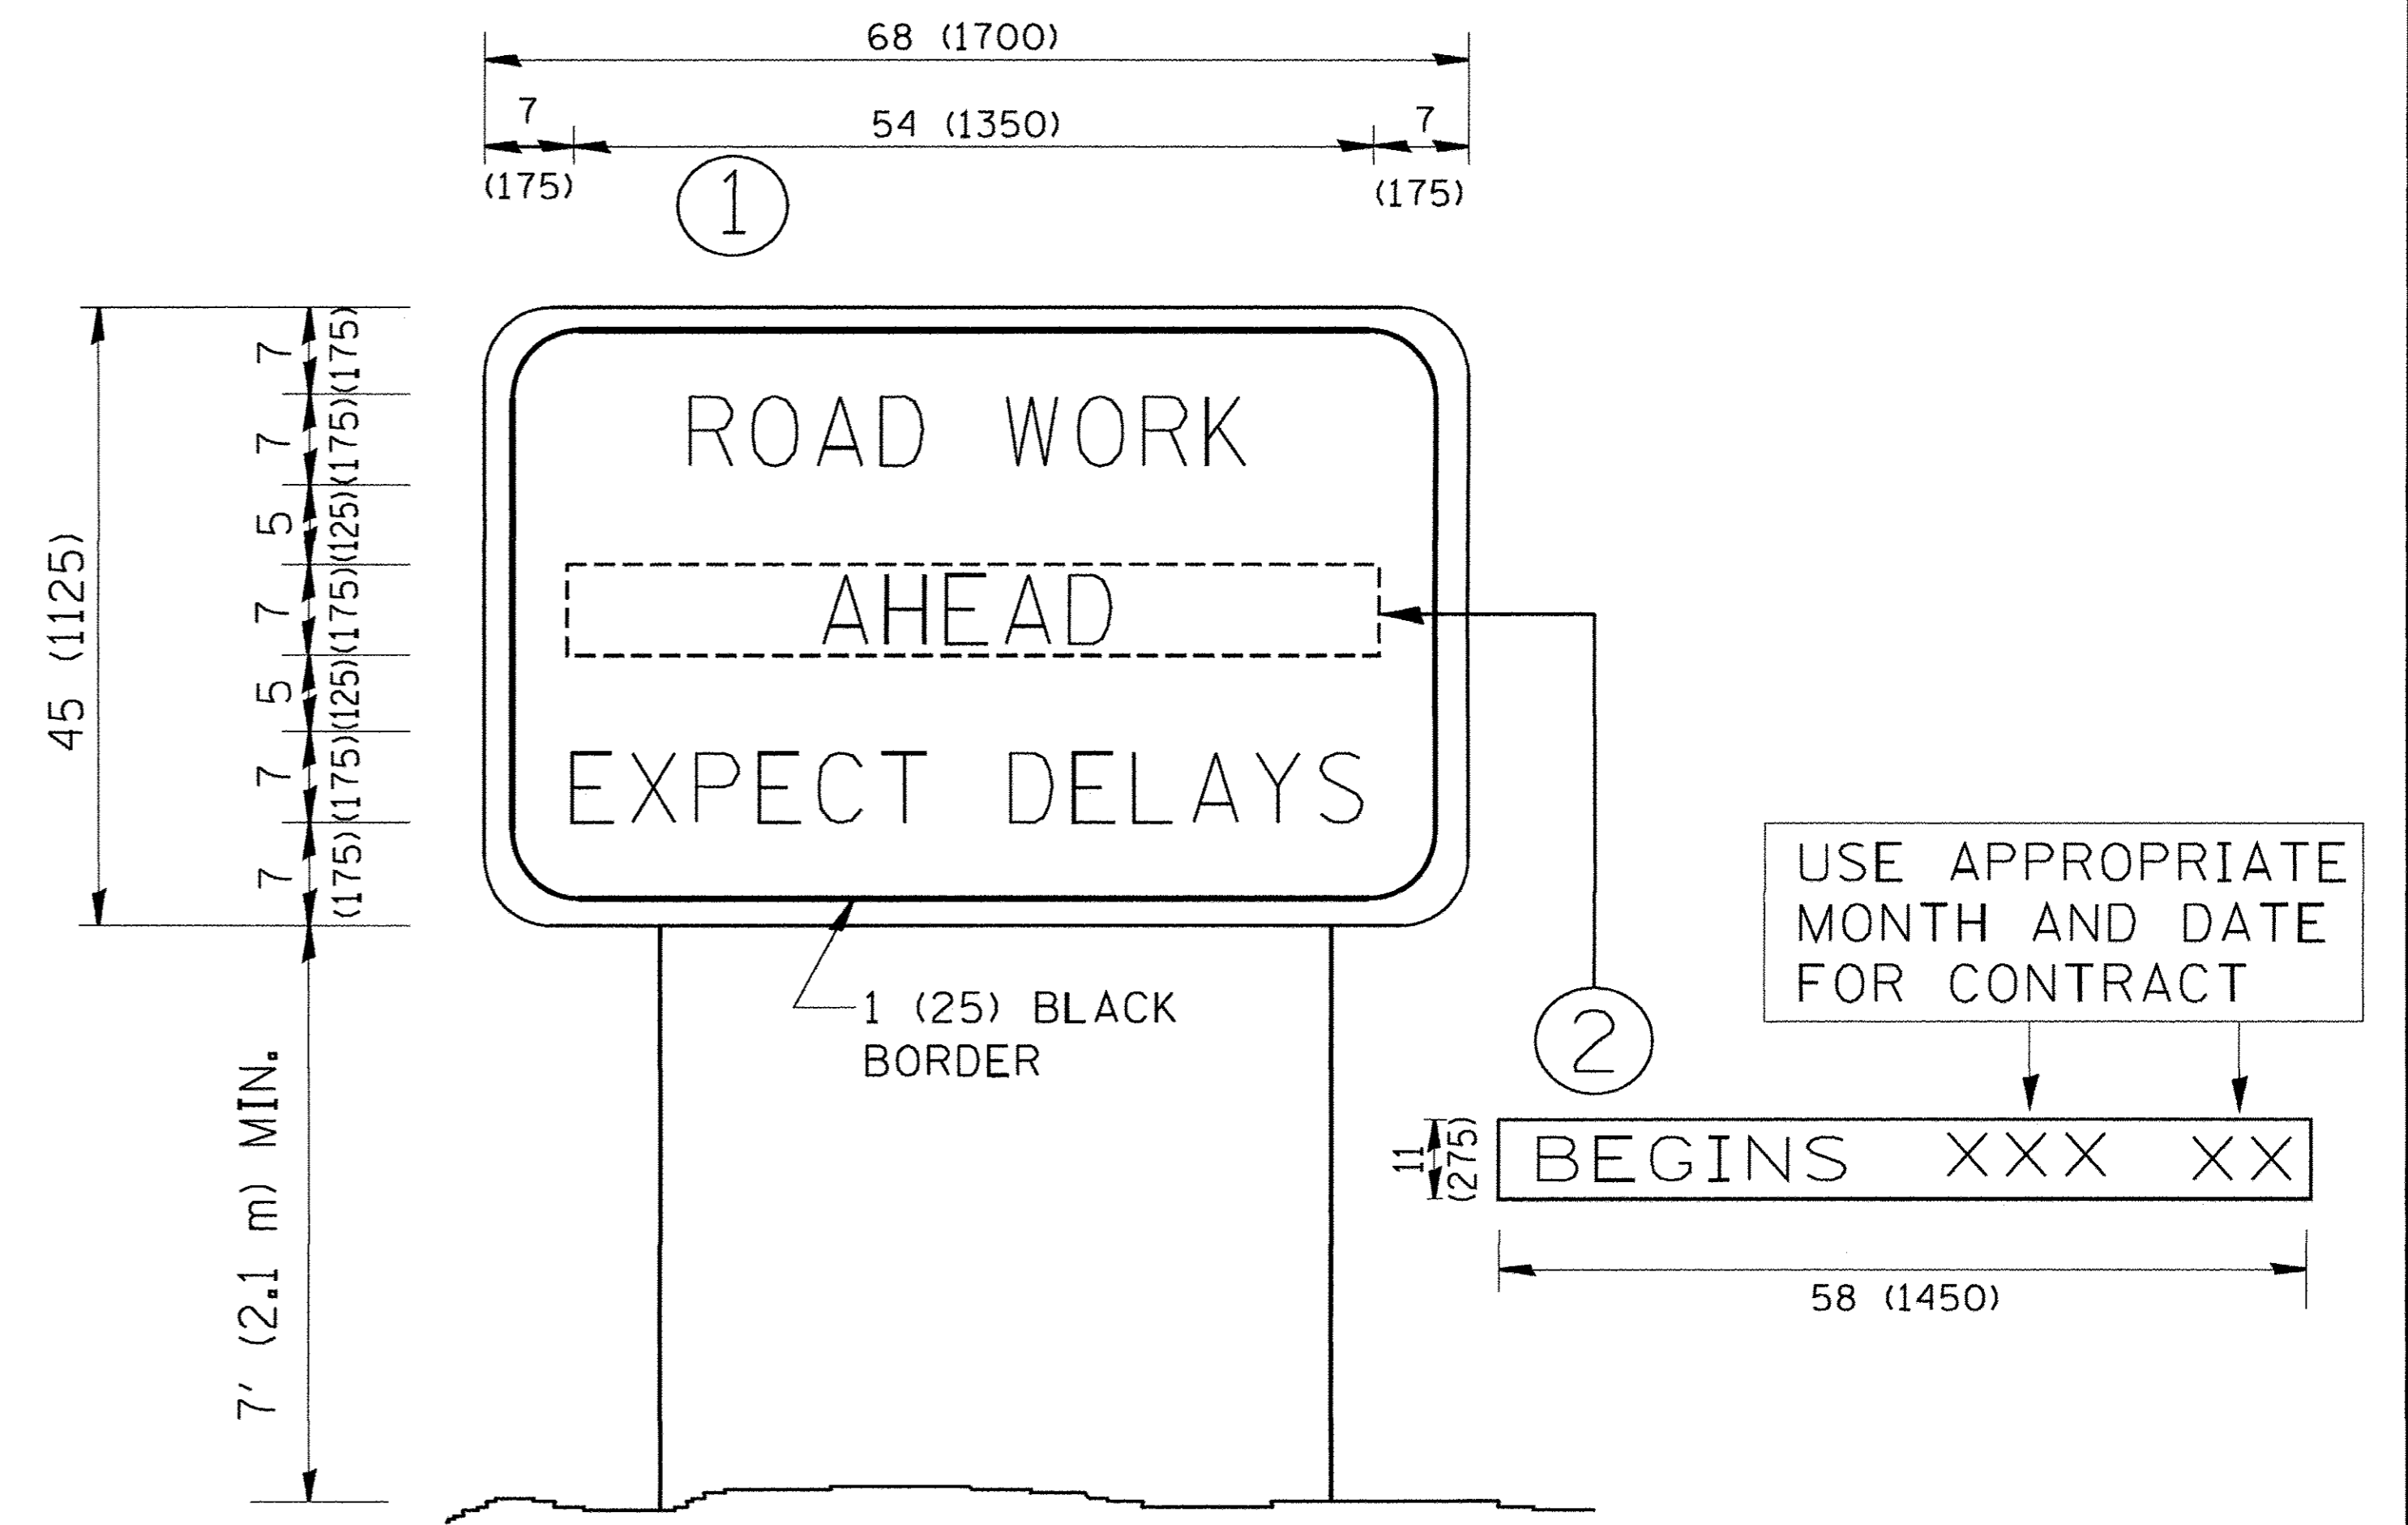 68 (1700)
7
54 (1350)
7
(175)
(175)
1
45 (1125)
7
(175)
7
(175)
5
(125)
7
(175)
5
(125)
7
(175)
7
(175)
ROAD WORK
AHEAD
EXPECT DELAYS
1 (25) BLACK
BORDER
7' (2.1 m) MIN.
USE APPROPRIATE
MONTH AND DATE
FOR CONTRACT
2
11
(275)
BEGINS XXX XX
58 (1450)